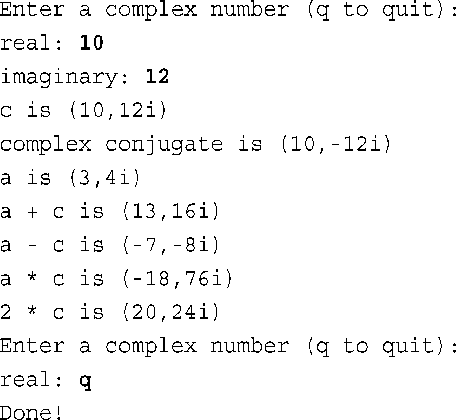 Enter a complex number (q to quit):
real: 10
imaginary: 12
c is (10,12i)
complex conjugate is (10,-12i)
a is (3,4i)
a + c is (13,16i)
a - c is (-7,-8i)
a * c is (-18,76i)
2 * c is (20,24i)
Enter a complex number (q to quit):
real: q
Done!